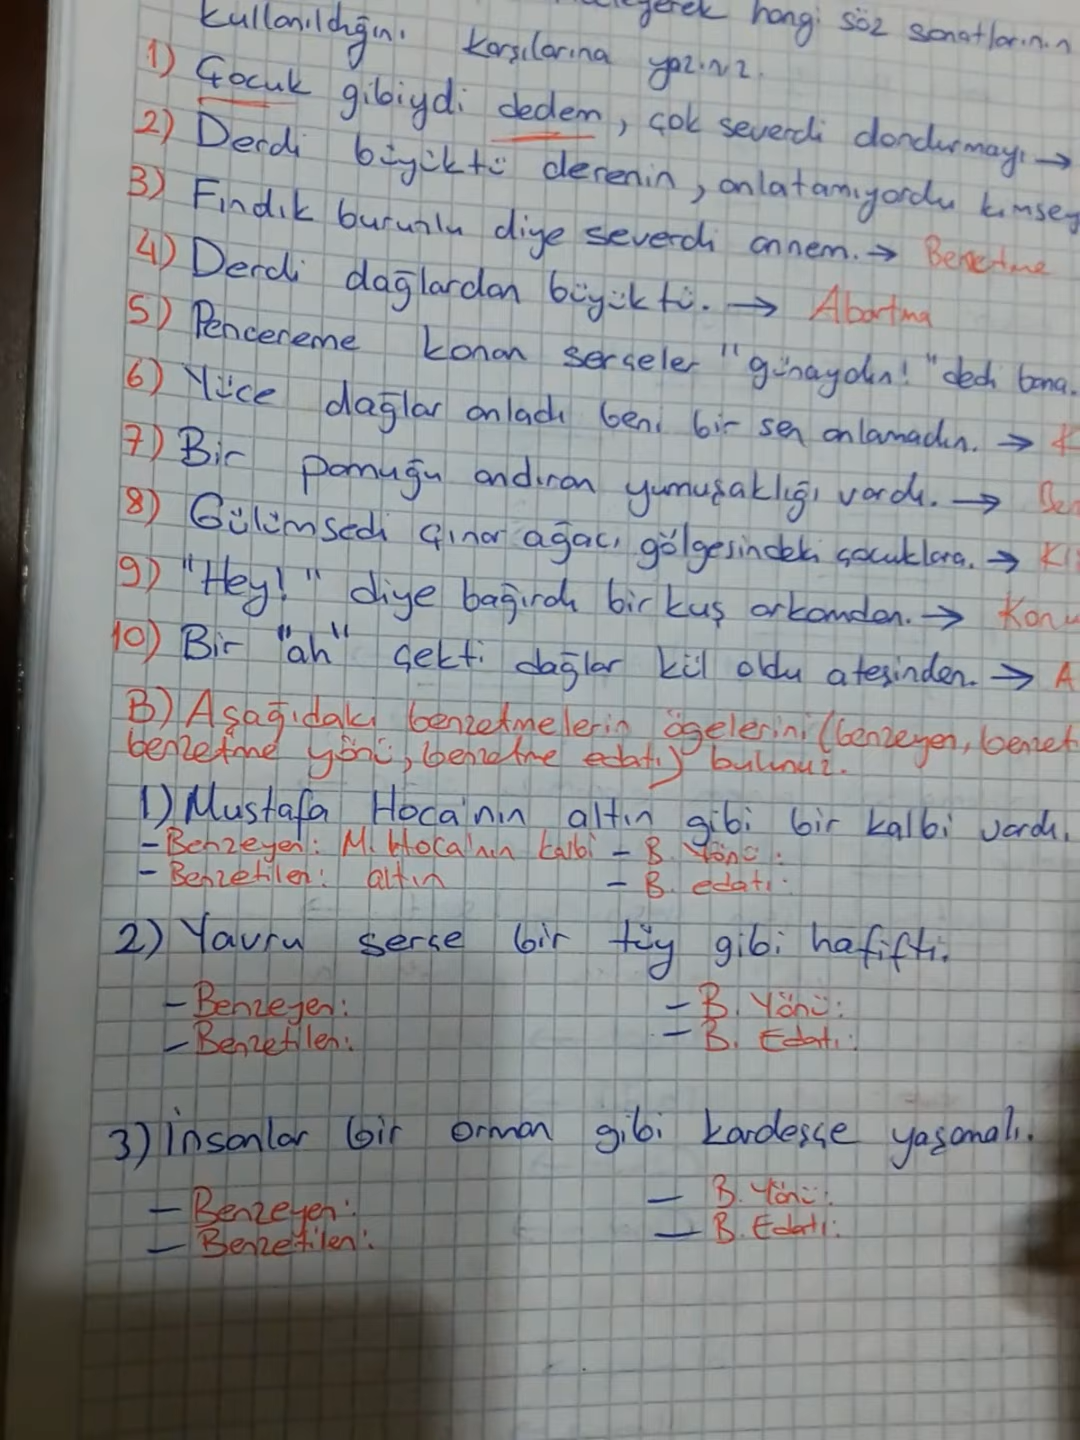 hangi söz sanatlarının
kullanıldığını karşılarına yazınız.
1) Çocuk gibiydi dedem, çok severdi dondurmayı →
2) Derdi büyüktü derenin, anlatamıyordu kimsey
3) Fındık burunlu diye severdi annem. → Benzetme
4) Derdi dağlardan büyüktü. → Abartma
5) Pencereme konan serçeler "günaydın!" dedi bana.
6) Yüce dağlar anladı beni bir sen anlamadın. → K
7) Bir pamuğu andıran yumuşaklığı vardı. → Ben
8) Gülümsedi çınar ağacı gölgesindeki çocuklara. → Ki
9) "Hey!" diye bağırdı bir kuş arkamdan. → Konu
10) Bir "ah" çekti dağlar kül oldu ateşinden. → A
B) Aşağıdaki benzetmelerin ögelerini (benzeyen, benzet
benzetme yönü, benzetme edatı) bulunuz.
1) Mustafa Hoca'nın altın gibi bir kalbi vardı.
- Benzeyen: M. Hoca'nın kalbi - B. Yönü:
- Benzetilen: altın - B. edatı:
2) Yavru serçe bir tüy gibi hafifti.
- Benzeyen: - B. Yönü:
- Benzetilen: - B. Edatı:
3) İnsanlar bir orman gibi kardeşçe yaşamalı.
- Benzeyen: - B. Yönü:
- Benzetilen: - B. Edatı: